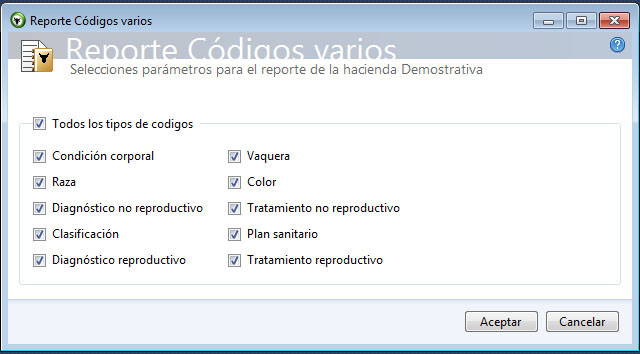 Reporte Códigos varios
Reporte Códigos varios
Selecciones parámetros para el reporte de la hacienda Demostrativa
?
Todos los tipos de codigos
Condición corporal
Vaquera
Raza
Color
Diagnóstico no reproductivo
Tratamiento no reproductivo
Clasificación
Plan sanitario
Diagnóstico reproductivo
Tratamiento reproductivo
Aceptar
Cancelar